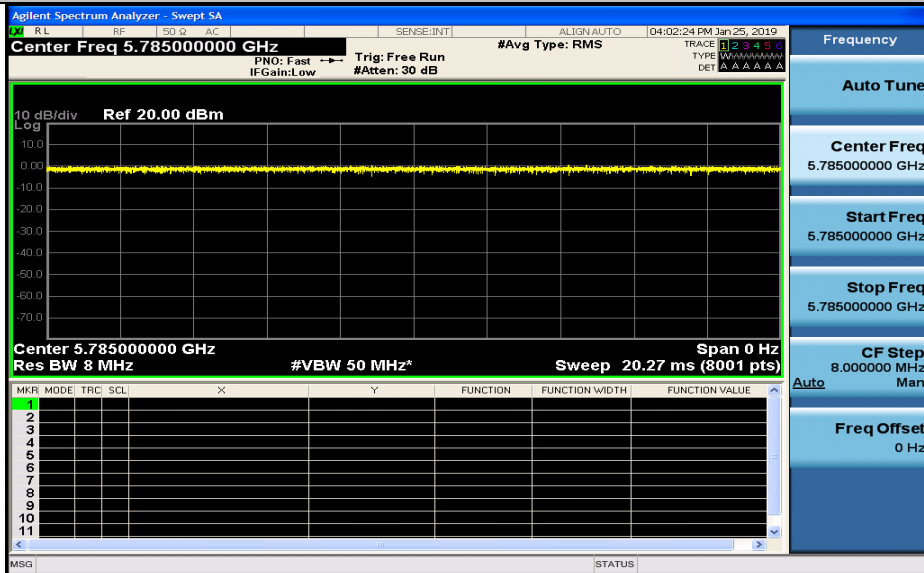 Agilent Spectrum Analyzer - Swept SA
RL RF 50 Ω AC SENSE:INT ALIGNAUTO 04:02:24 PM Jan 25, 2019
Center Freq 5.785000000 GHz #Avg Type: RMS TRACE 1 2 3 4 5 6
PNO: Fast Trig: Free Run TYPE
IFGain:Low #Atten: 30 dB DET A A A A A A
10 dB/div Ref 20.00 dBm
Log
10.0
0.00
-10.0
-20.0
-30.0
-40.0
-50.0
-60.0
-70.0
Center 5.785000000 GHz Span 0 Hz
Res BW 8 MHz #VBW 50 MHz* Sweep 20.27 ms (8001 pts)
MKR MODE TRC SCL X Y FUNCTION FUNCTION WIDTH FUNCTION VALUE
1
2
3
4
5
6
7
8
9
10
11
MSG STATUS
Frequency
Auto Tune
Center Freq
5.785000000 GHz
Start Freq
5.785000000 GHz
Stop Freq
5.785000000 GHz
CF Step
8.000000 MHz
Auto Man
Freq Offset
0 Hz